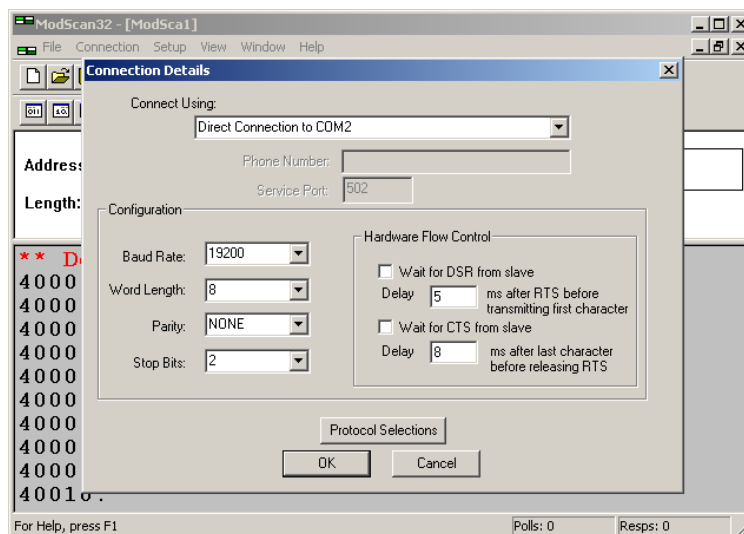 ModScan32 - [ModSca1]
File Connection Setup View Window Help
Connection Details
Connect Using:
Direct Connection to COM2
Phone Number:
Service Port: 502
Address
Length:
Configuration
Baud Rate: 19200
Word Length: 8
Parity: NONE
Stop Bits: 2
Hardware Flow Control
Wait for DSR from slave
Delay 5 ms after RTS before
transmitting first character
Wait for CTS from slave
Delay 8 ms after last character
before releasing RTS
** D
4000
4000
4000
4000
4000
4000
4000
4000
4000
40010:
Protocol Selections
OK Cancel
For Help, press F1 Polls: 0 Resps: 0